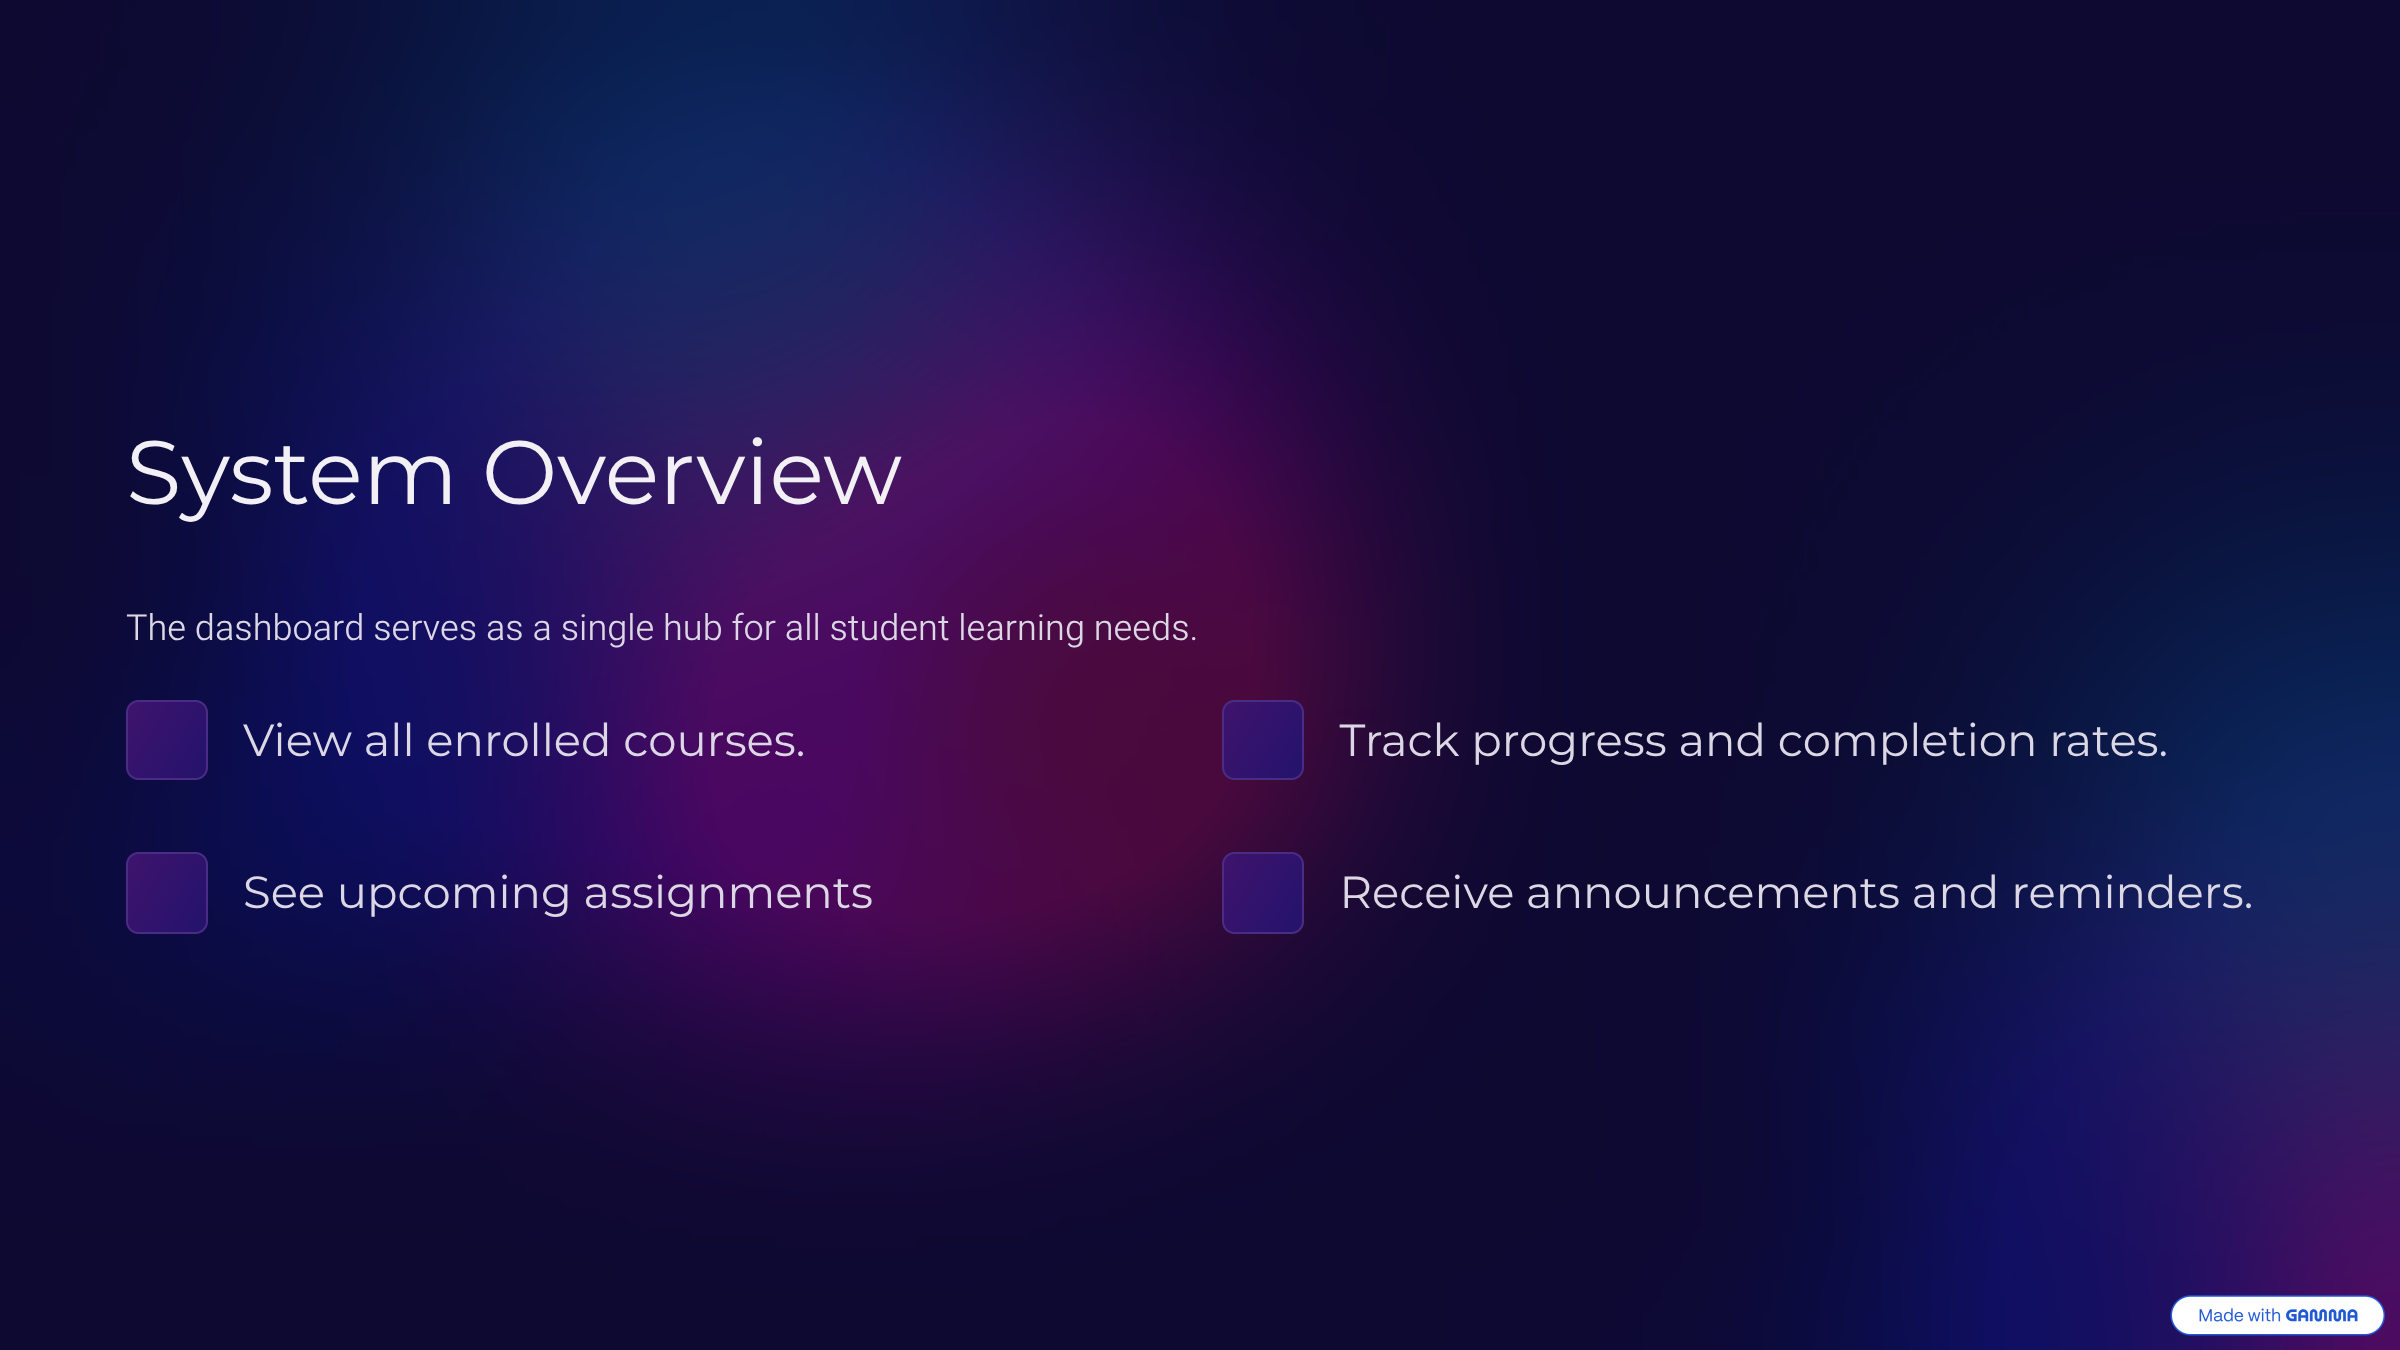 System Overview
The dashboard serves as a single hub for all student learning needs.
View all enrolled courses.
Track progress and completion rates.
See upcoming assignments
Receive announcements and reminders.
Made with GAMMA